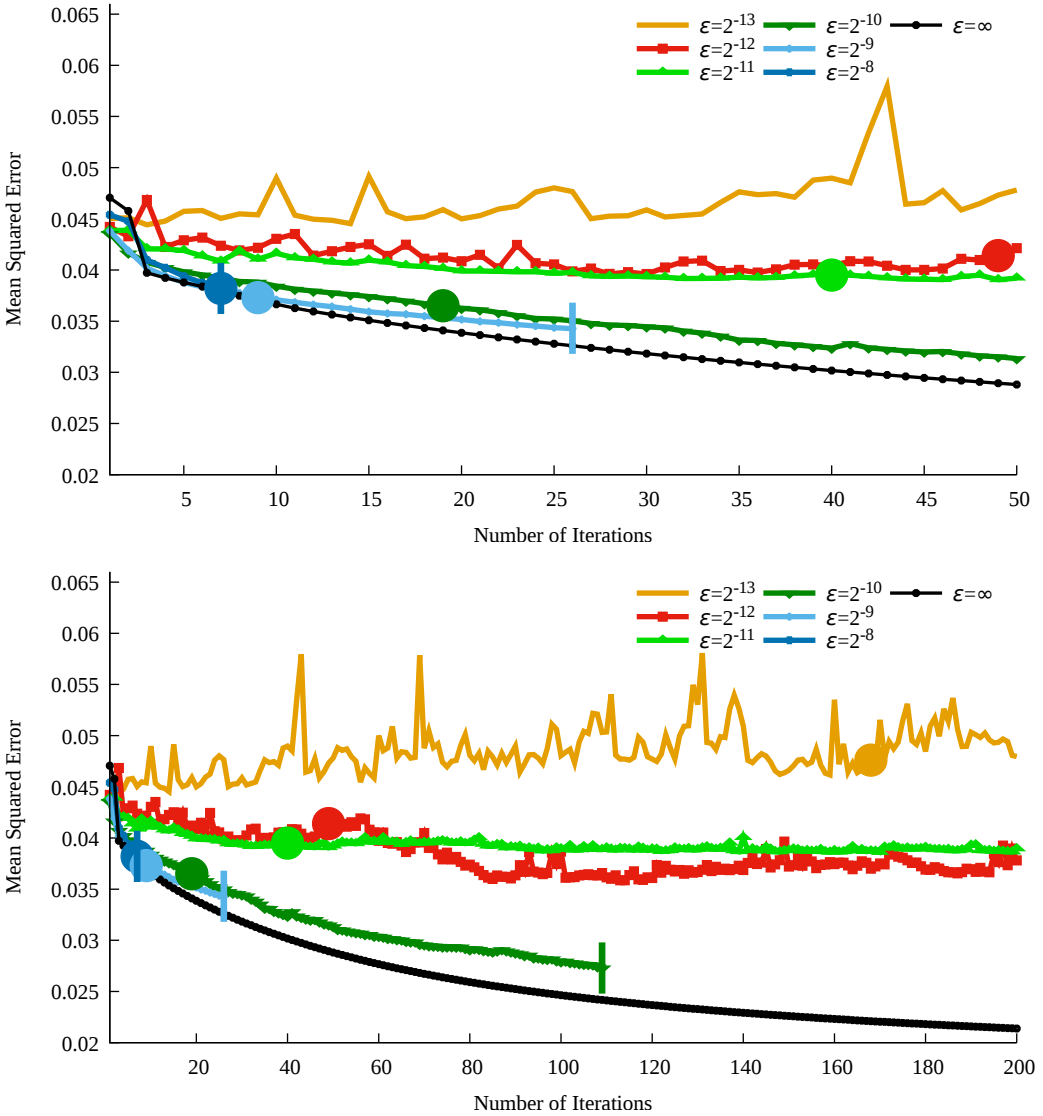 0.065
ε=2-13 ε=2-10 ε=∞
0.06
ε=2-12 ε=2-9
ε=2-11 ε=2-8
0.055
0.05
0.045
0.04
0.035
0.03
0.025
0.02
Mean Squared Error
5 10 15 20 25 30 35 40 45 50
Number of Iterations
0.065
ε=2-13 ε=2-10 ε=∞
0.06
ε=2-12 ε=2-9
ε=2-11 ε=2-8
0.055
0.05
0.045
0.04
0.035
0.03
0.025
0.02
Mean Squared Error
20 40 60 80 100 120 140 160 180 200
Number of Iterations